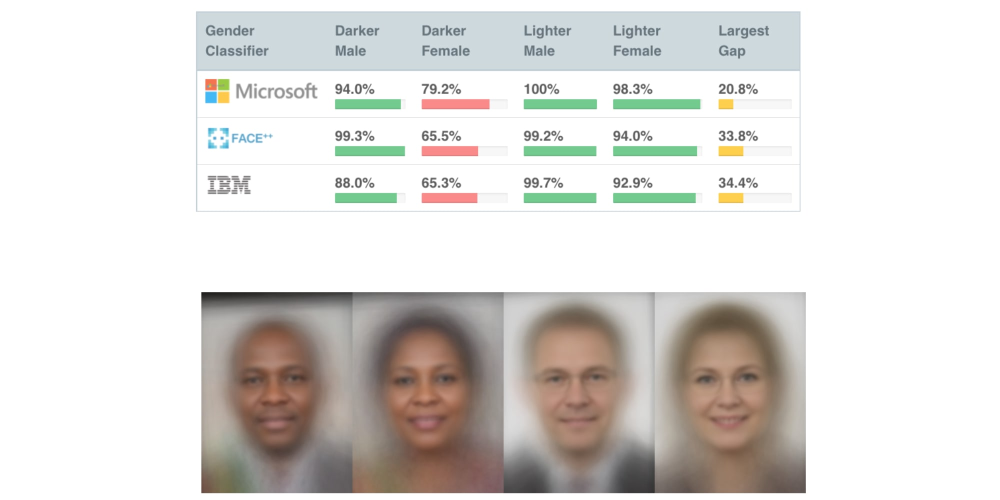 Gender Classifier
Darker Male
Darker Female
Lighter Male
Lighter Female
Largest Gap
Microsoft 94.0% 79.2% 100% 98.3% 20.8%
FACE++ 99.3% 65.5% 99.2% 94.0% 33.8%
IBM 88.0% 65.3% 99.7% 92.9% 34.4%